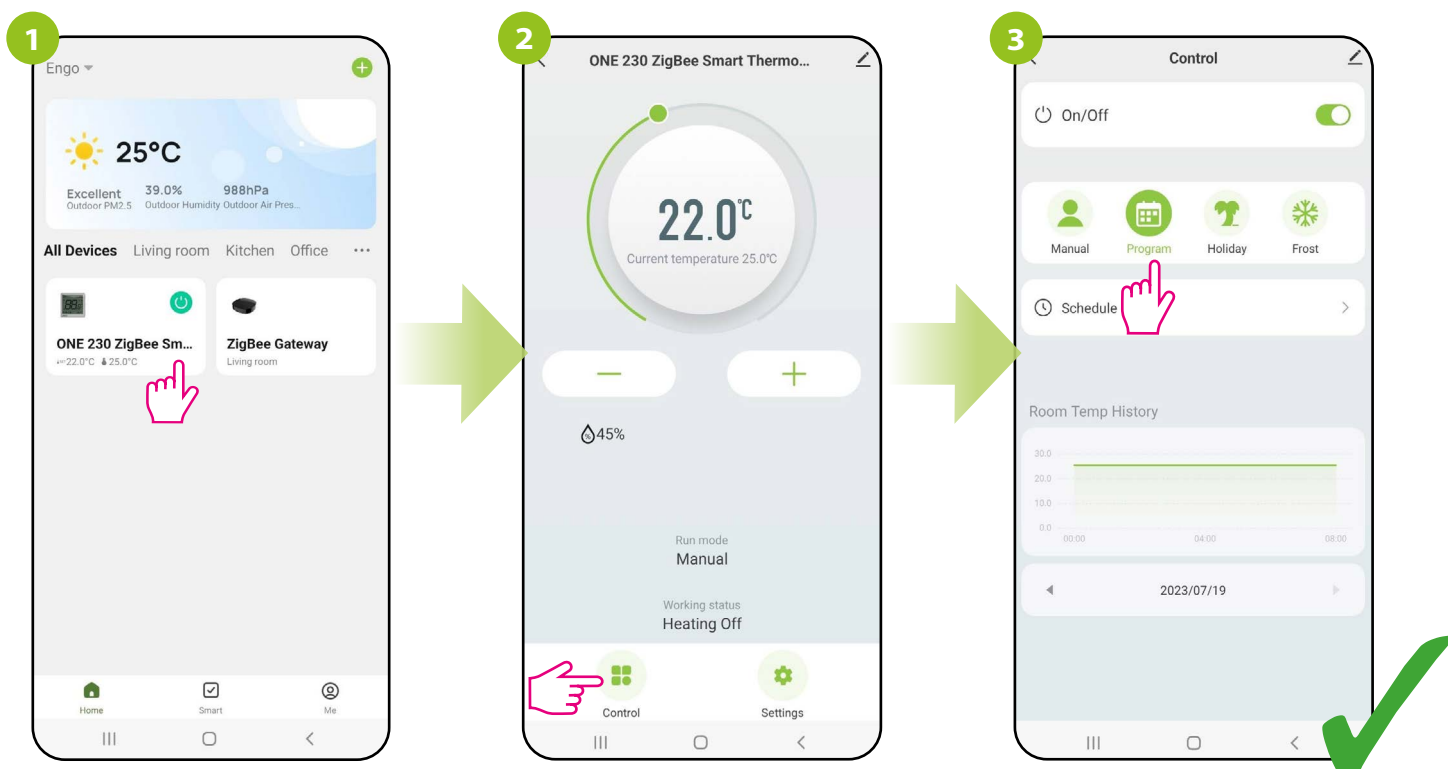 1
Engo
25°C
Excellent 39.0% 988hPa
Outdoor PM2.5 Outdoor Humidity Outdoor Air Pres...
All Devices Living room Kitchen Office ...
ONE 230 ZigBee Sm...
22.0°C 25.0°C
ZigBee Gateway
Living room
Home Smart Me
2
ONE 230 ZigBee Smart Thermo...
22.0°C
Current temperature 25.0°C
45%
Run mode
Manual
Working status
Heating Off
Control Settings
3
Control
On/Off
Manual Program Holiday Frost
Schedule
Room Temp History
30.0
20.0
10.0
0.0
00:00 04:00 08:00
2023/07/19